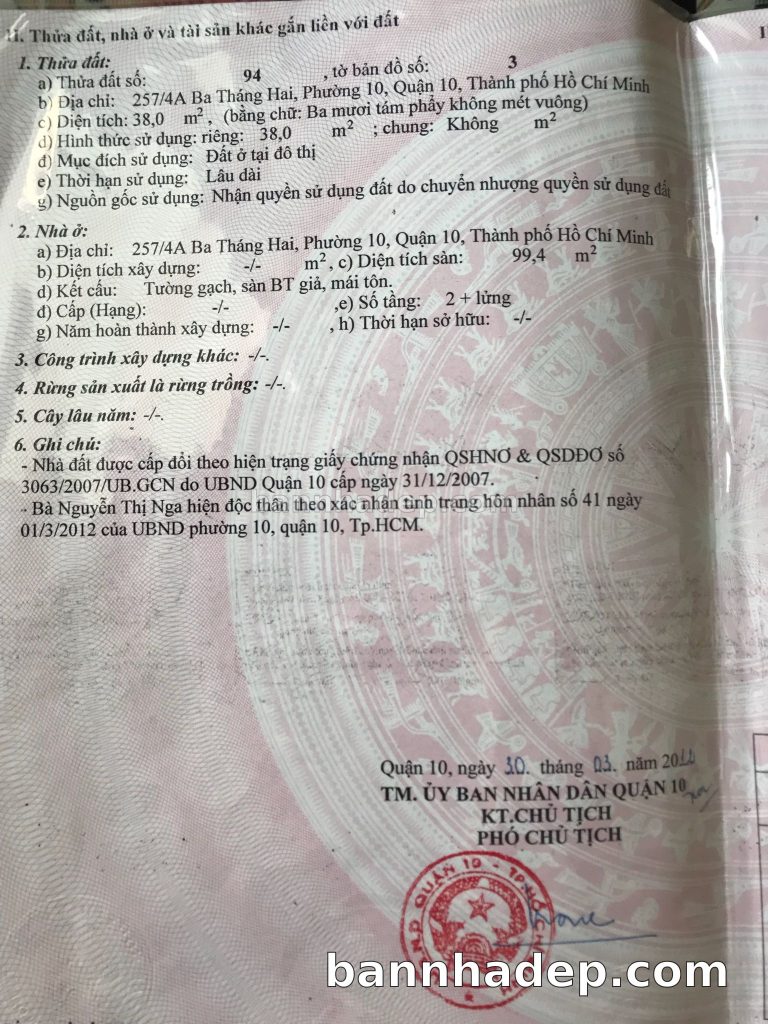 II. Thửa đất, nhà ở và tài sản khác gắn liền với đất
1. Thửa đất:
a) Thửa đất số: 94 , tờ bản đồ số: 3
b) Địa chỉ: 257/4A Ba Tháng Hai, Phường 10, Quận 10, Thành phố Hồ Chí Minh
c) Diện tích: 38,0 m², (bằng chữ: Ba mươi tám phẩy không mét vuông)
d) Hình thức sử dụng: riêng: 38,0 m² ; chung: Không m²
đ) Mục đích sử dụng: Đất ở tại đô thị
e) Thời hạn sử dụng: Lâu dài
g) Nguồn gốc sử dụng: Nhận quyền sử dụng đất do chuyển nhượng quyền sử dụng đất
2. Nhà ở:
a) Địa chỉ: 257/4A Ba Tháng Hai, Phường 10, Quận 10, Thành phố Hồ Chí Minh
b) Diện tích xây dựng: -/- m², c) Diện tích sàn: 99,4 m²
d) Kết cấu: Tường gạch, sàn BT giả, mái tôn.
đ) Cấp (Hạng): -/- ,e) Số tầng: 2 + lửng
g) Năm hoàn thành xây dựng: -/- , h) Thời hạn sở hữu: -/-
3. Công trình xây dựng khác: -/-.
4. Rừng sản xuất là rừng trồng: -/-.
5. Cây lâu năm: -/-.
6. Ghi chú:
- Nhà đất được cấp đổi theo hiện trạng giấy chứng nhận QSHNƠ & QSDĐƠ số
3063/2007/UB.GCN do UBND Quận 10 cấp ngày 31/12/2007.
- Bà Nguyễn Thị Nga hiện độc thân theo xác nhận tình trạng hôn nhân số 41 ngày
01/3/2012 của UBND phường 10, quận 10, Tp.HCM.
Quận 10, ngày 30. tháng 03. năm 2012
TM. ỦY BAN NHÂN DÂN QUẬN 10
KT.CHỦ TỊCH
PHÓ CHỦ TỊCH
N.D QUẬN 10 - TP.HỒ CHÍ
bannhadep.com